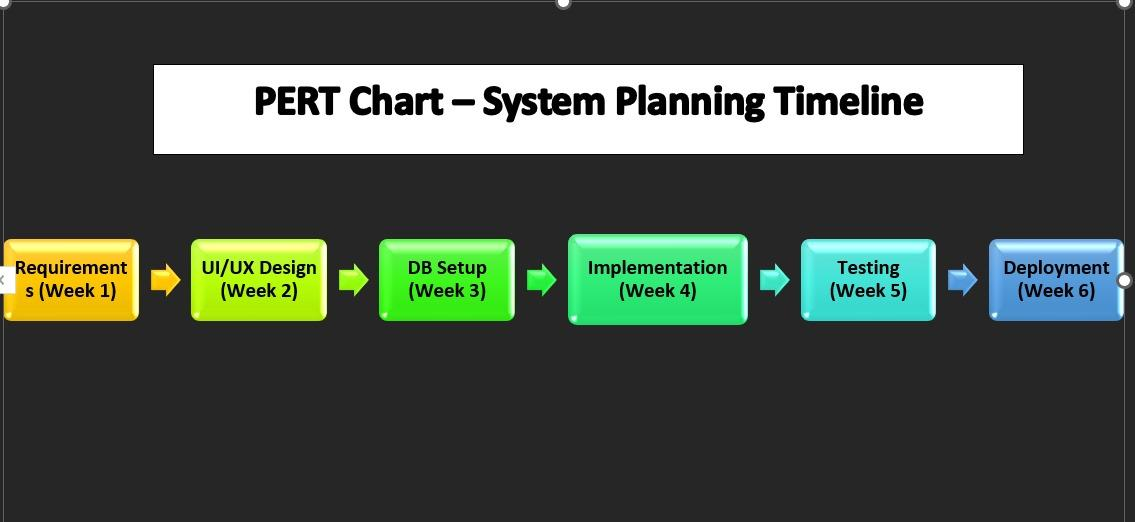 PERT Chart – System Planning Timeline
Requirement
s (Week 1)
UI/UX Design
(Week 2)
DB Setup
(Week 3)
Implementation
(Week 4)
Testing
(Week 5)
Deployment
(Week 6)